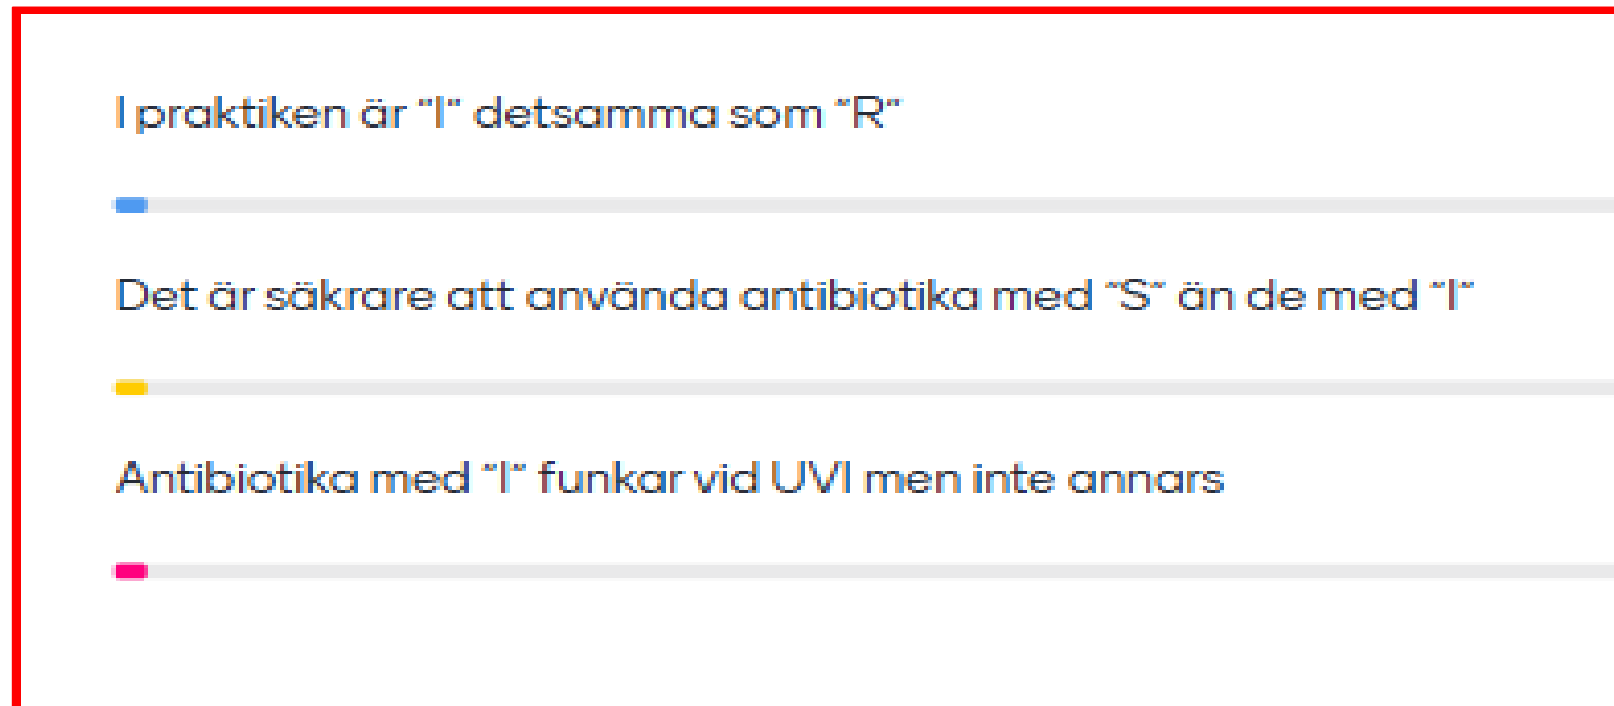 I praktiken är "I" detsamma som "R"
Det är säkrare att använda antibiotika med "S" än de med "I"
Antibiotika med "I" funkar vid UVI men inte annars